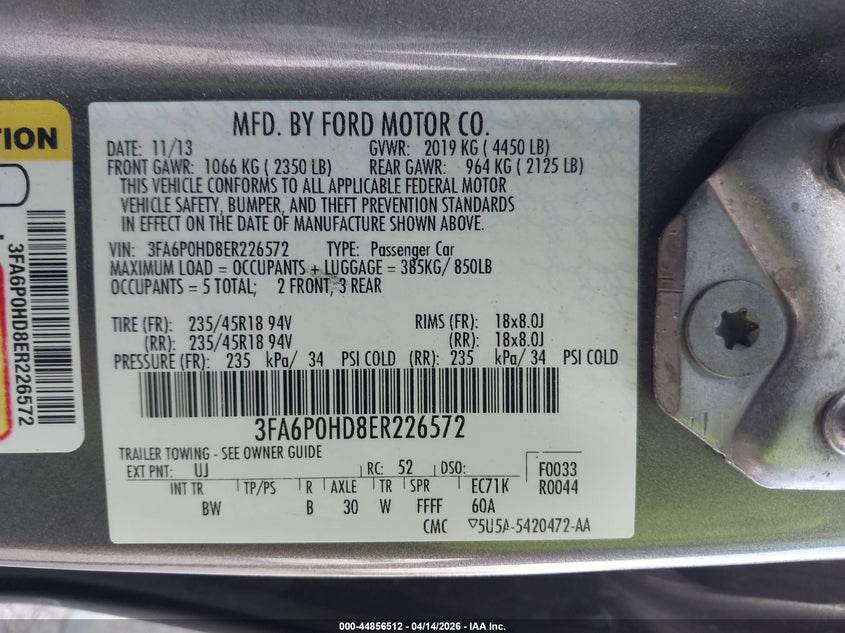 MFD. BY FORD MOTOR CO.
DATE: 11/13 GVWR: 2019 KG ( 4450 LB)
FRONT GAWR: 1066 KG ( 2350 LB) REAR GAWR: 964 KG ( 2125 LB)
THIS VEHICLE CONFORMS TO ALL APPLICABLE FEDERAL MOTOR
VEHICLE SAFETY, BUMPER, AND THEFT PREVENTION STANDARDS
IN EFFECT ON THE DATE OF MANUFACTURE SHOWN ABOVE.
VIN: 3FA6P0HD8ER226572 TYPE: Passenger Car
MAXIMUM LOAD = OCCUPANTS + LUGGAGE = 385KG/ 850LB
OCCUPANTS = 5 TOTAL; 2 FRONT; 3 REAR
TIRE (FR): 235/45R18 94V RIMS (FR): 18x8.0J
(RR): 235/45R18 94V (RR): 18x8.0J
PRESSURE (FR): 235 kPa/ 34 PSI COLD (RR): 235 kPa/ 34 PSI COLD
3FA6P0HD8ER226572
TRAILER TOWING - SEE OWNER GUIDE
EXT PNT: UJ RC: 52 DSO: F0033
INT TR TP/PS R AXLE TR SPR EC71K R0044
BW B 30 W FFFF 60A
CMC ▽5U5A-5420472-AA
TION
3FA6P0HD8ER226572
000-44856512 | 04/14/2026 | IAA Inc.